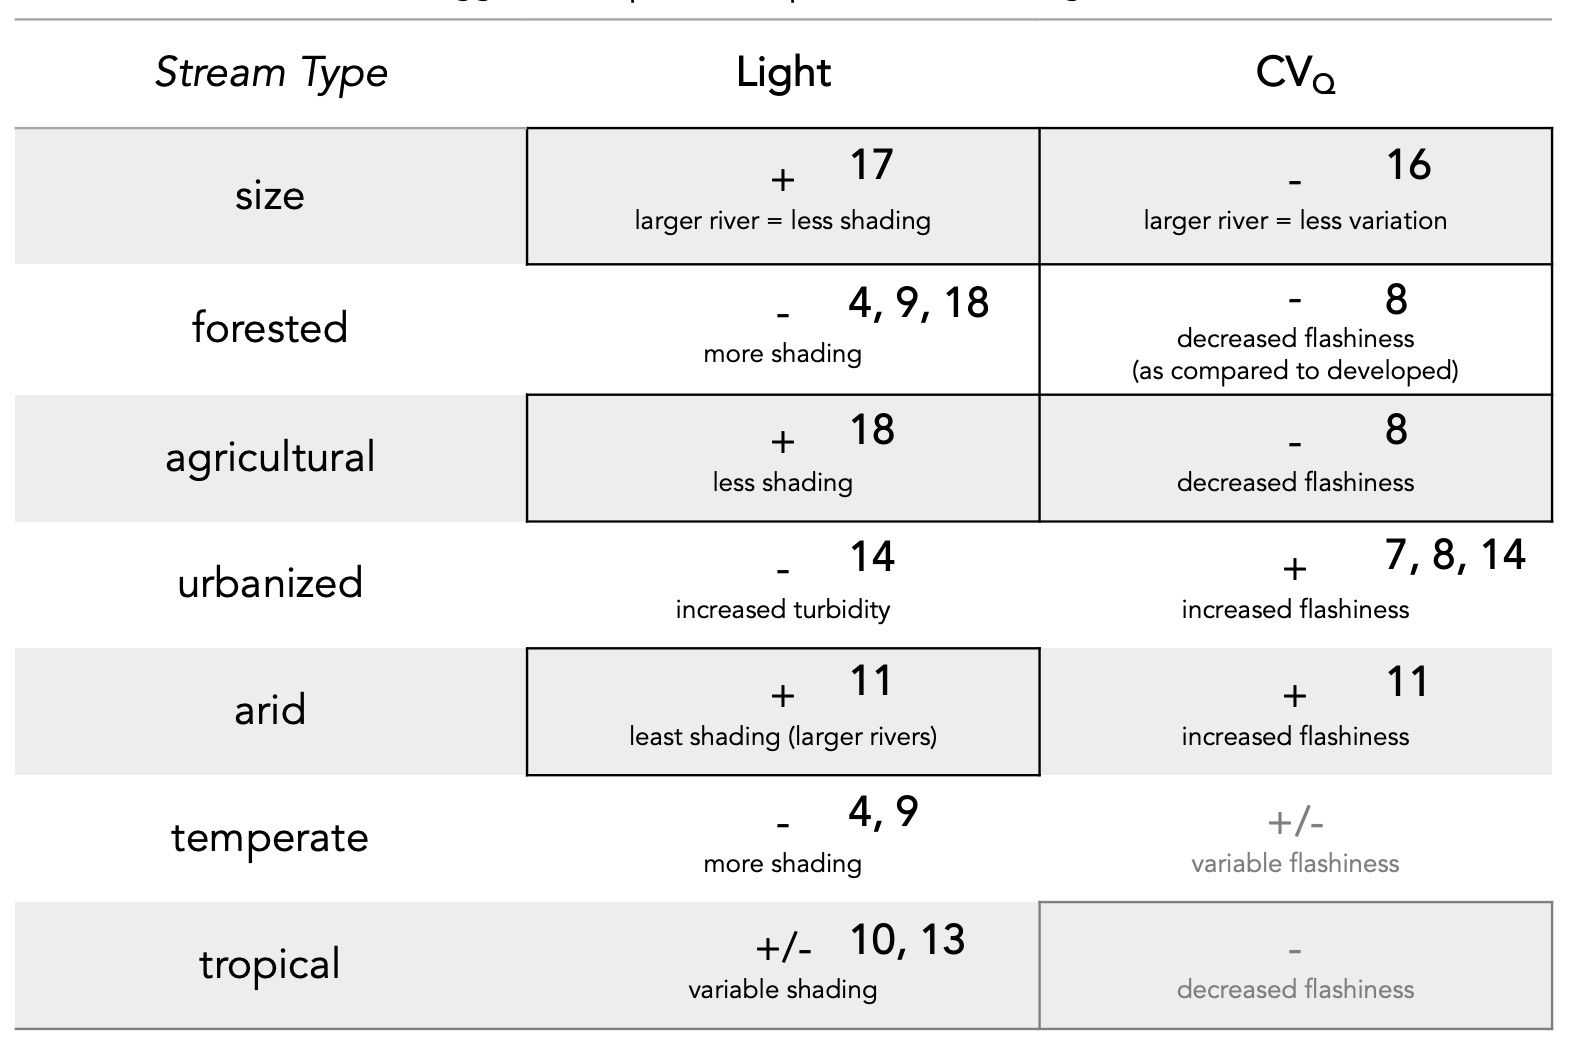 Stream Type Light CVQ
+ 17 - 16
size
larger river = less shading larger river = less variation
- 4, 9, 18 - 8
forested
more shading decreased flashiness
(as compared to developed)
+ 18 - 8
agricultural
less shading decreased flashiness
- 14 + 7, 8, 14
urbanized
increased turbidity increased flashiness
+ 11 + 11
arid
least shading (larger rivers) increased flashiness
- 4, 9 +/-
temperate
more shading variable flashiness
+/- 10, 13 -
tropical
variable shading decreased flashiness